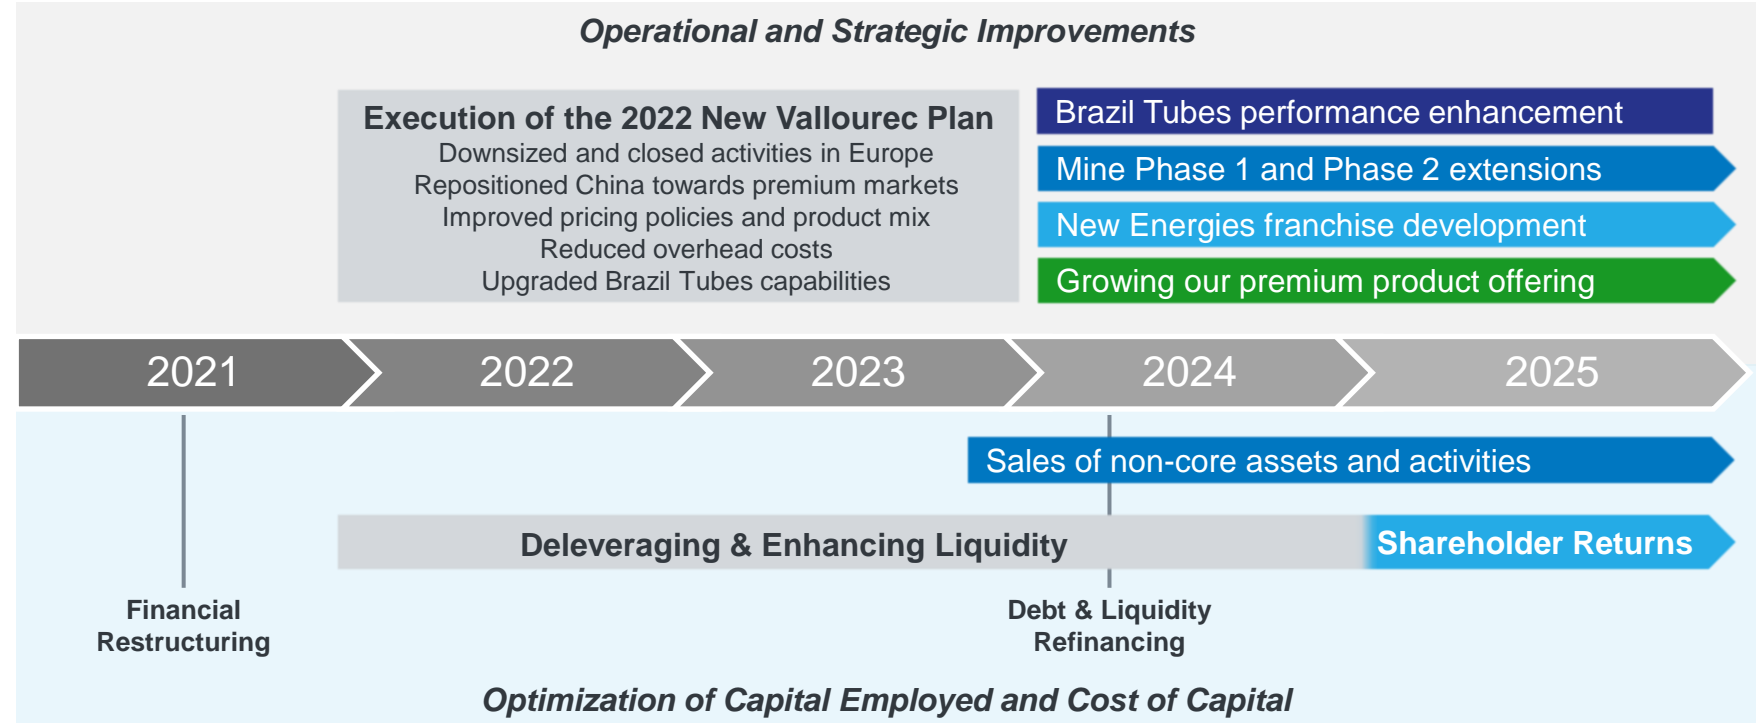 Operational and Strategic Improvements
Execution of the 2022 New Vallourec Plan
Downsized and closed activities in Europe
Repositioned China towards premium markets
Improved pricing policies and product mix
Reduced overhead costs
Upgraded Brazil Tubes capabilities
Brazil Tubes performance enhancement
Mine Phase 1 and Phase 2 extensions
New Energies franchise development
Growing our premium product offering
2021
2022
2023
2024
2025
Sales of non-core assets and activities
Deleveraging & Enhancing Liquidity
Shareholder Returns
Financial
Restructuring
Debt & Liquidity
Refinancing
Optimization of Capital Employed and Cost of Capital